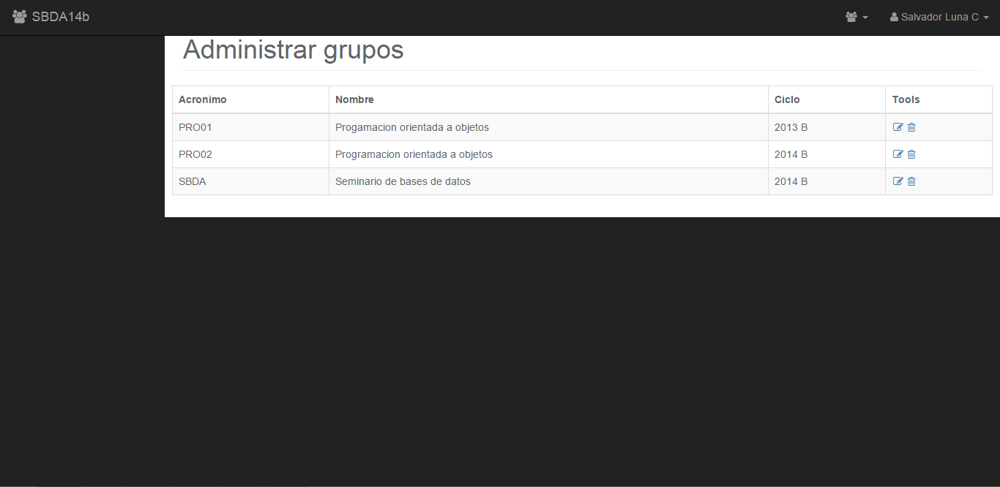 SBDA14b Salvador Luna C
Administrar grupos
Acronimo Nombre Ciclo Tools
PRO01 Progamacion orientada a objetos 2013 B
PRO02 Programacion orientada a objetos 2014 B
SBDA Seminario de bases de datos 2014 B